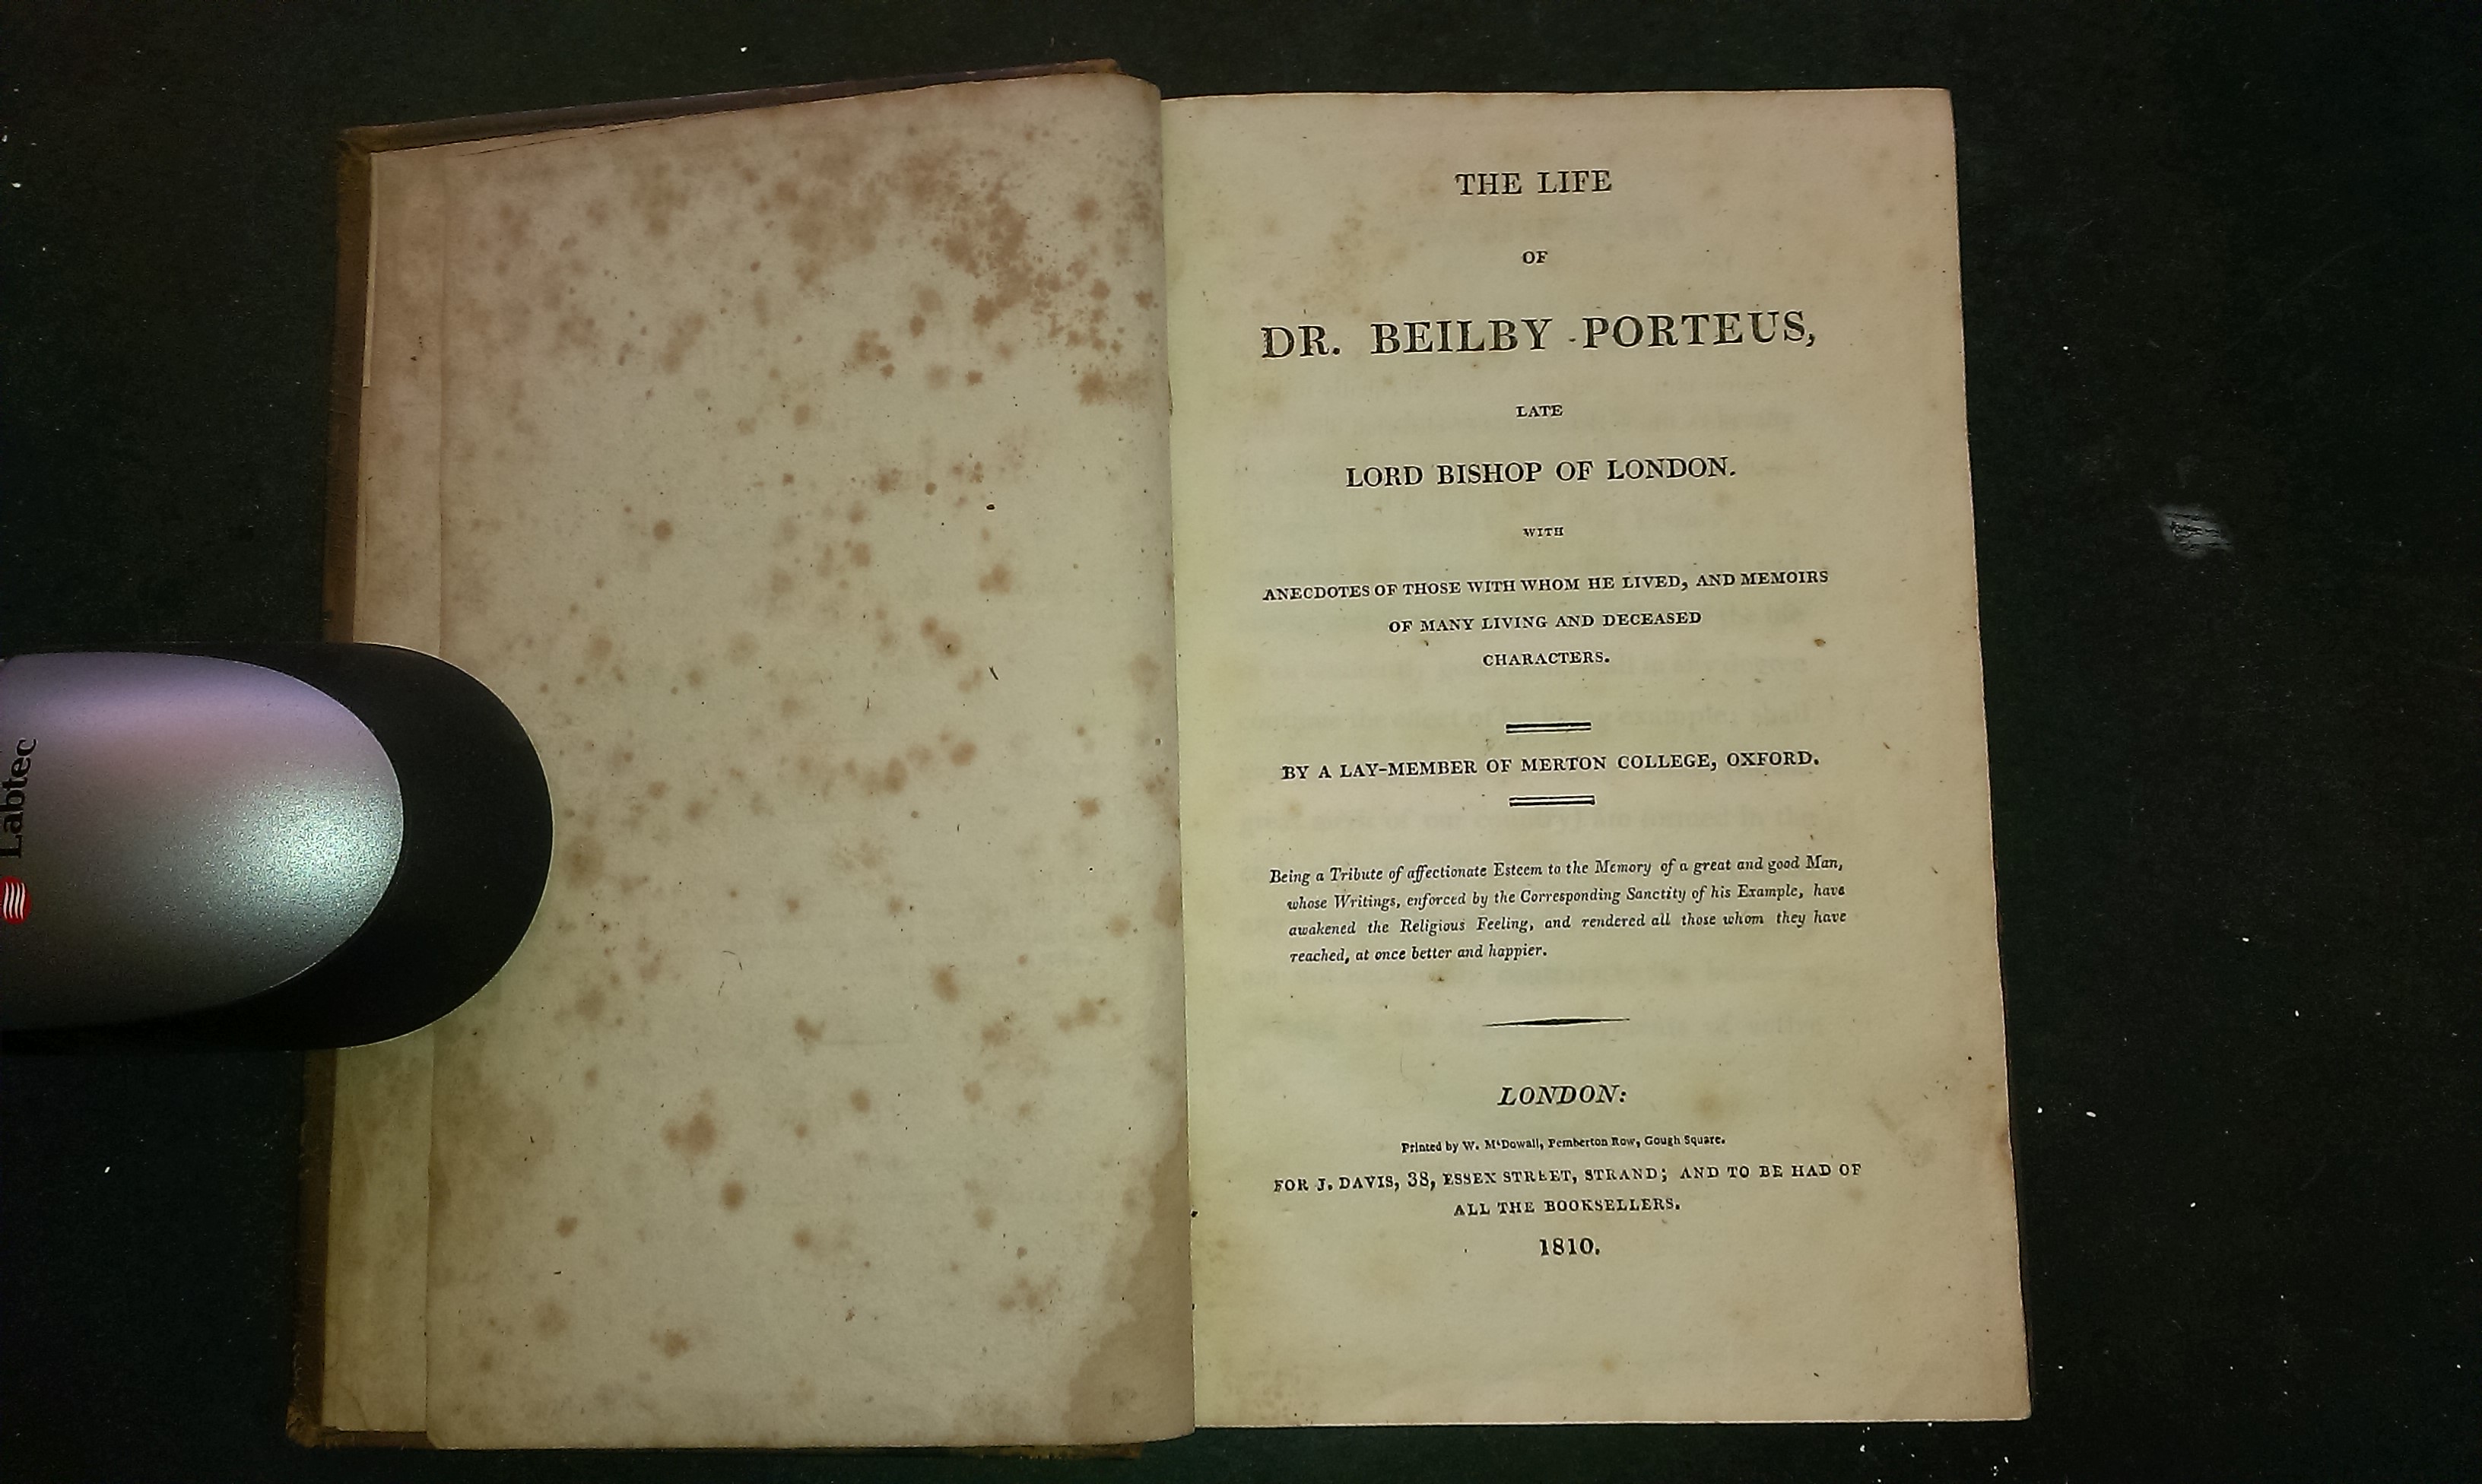 Labtec
THE LIFE
OF
DR. BEILBY PORTEUS,
LATE
LORD BISHOP OF LONDON.
WITH
ANECDOTES OF THOSE WITH WHOM HE LIVED, AND MEMOIRS
OF MANY LIVING AND DECEASED
CHARACTERS.
BY A LAY-MEMBER OF MERTON COLLEGE, OXFORD.
Being a Tribute of affectionate Esteem to the Memory of a great and good Man,
whose Writings, enforced by the Corresponding Sanctity of his Example, have
awakened the Religious Feeling, and rendered all those whom they have
reached, at once better and happier.
LONDON:
Printed by W. M‘Dowall, Pemberton Row, Gough Square.
FOR J. DAVIS, 38, ESSEX STREET, STRAND; AND TO BE HAD OF
ALL THE BOOKSELLERS.
1810.